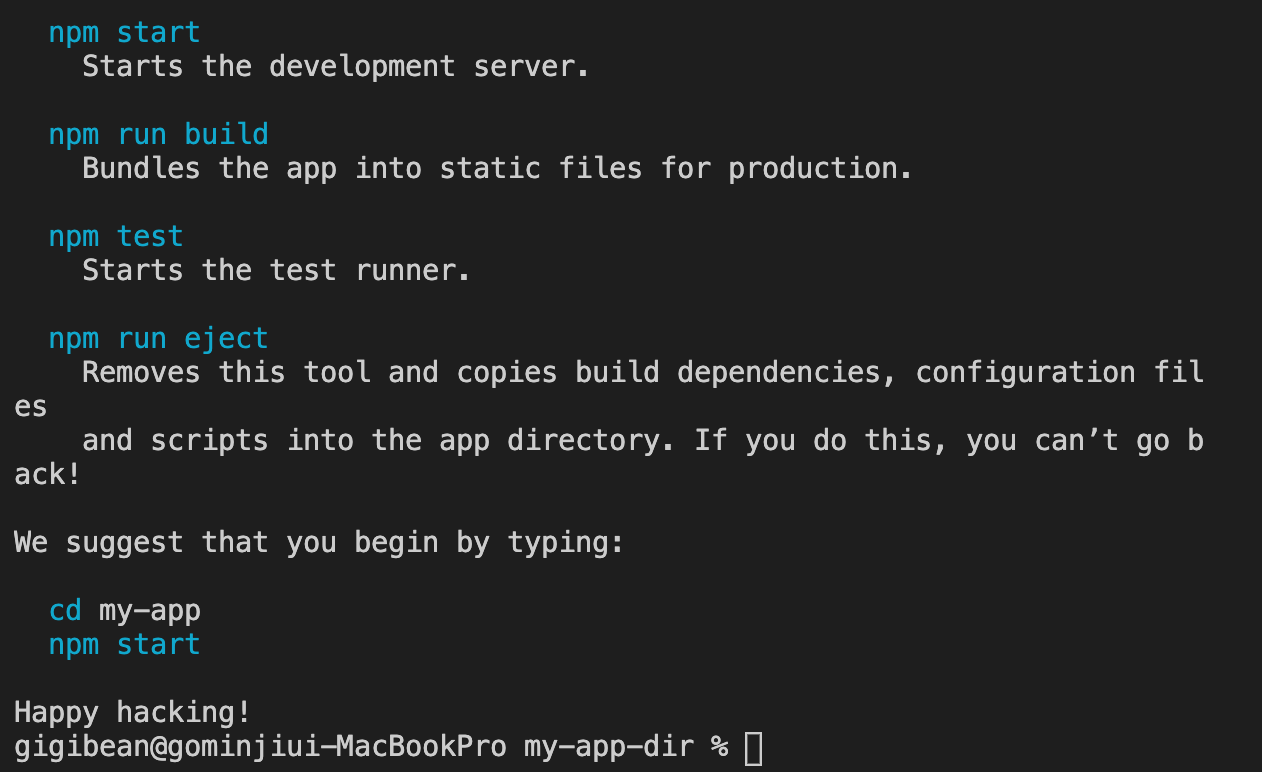 npm start
Starts the development server.
npm run build
Bundles the app into static files for production.
npm test
Starts the test runner.
npm run eject
Removes this tool and copies build dependencies, configuration fil
es
and scripts into the app directory. If you do this, you can’t go b
ack!
We suggest that you begin by typing:
cd my-app
npm start
Happy hacking!
gigibean@gominjiui-MacBookPro my-app-dir %